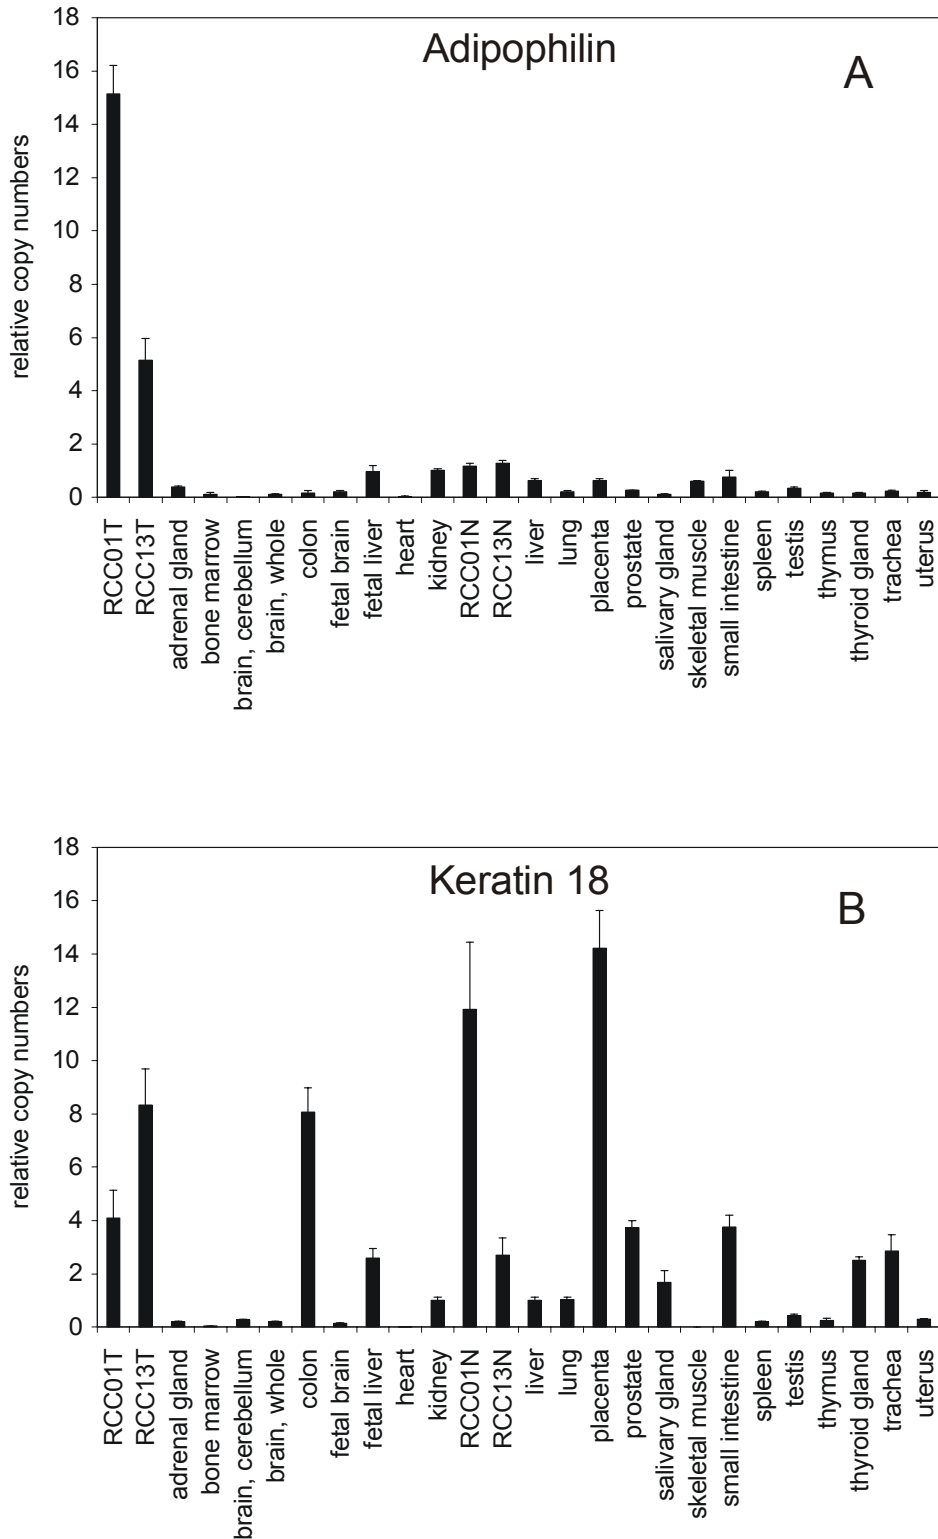 Adipophilin
A
relative copy numbers
18
16
14
12
10
8
6
4
2
0
RCC01T
RCC13T
adrenal gland
bone marrow
brain, cerebellum
brain, whole
colon
fetal brain
fetal liver
heart
kidney
RCC01N
RCC13N
liver
lung
placenta
prostate
salivary gland
skeletal muscle
small intestine
spleen
testis
thymus
thyroid gland
trachea
uterus
Keratin 18
B
relative copy numbers
18
16
14
12
10
8
6
4
2
0
RCC01T
RCC13T
adrenal gland
bone marrow
brain, cerebellum
brain, whole
colon
fetal brain
fetal liver
heart
kidney
RCC01N
RCC13N
liver
lung
placenta
prostate
salivary gland
skeletal muscle
small intestine
spleen
testis
thymus
thyroid gland
trachea
uterus